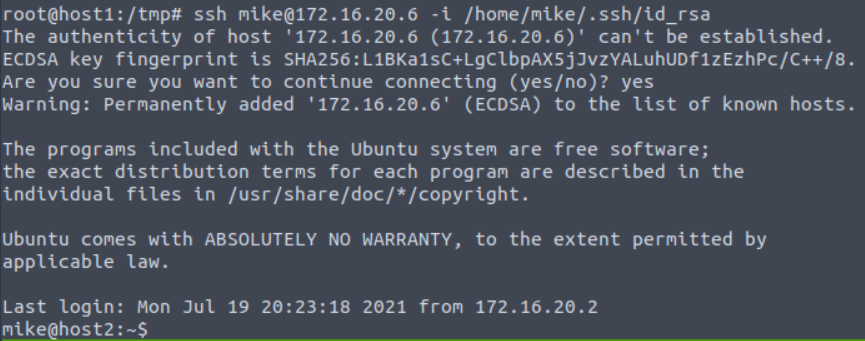 root@host1:/tmp# ssh mike@172.16.20.6 -i /home/mike/.ssh/id_rsa
The authenticity of host '172.16.20.6 (172.16.20.6)' can't be established.
ECDSA key fingerprint is SHA256:L1BKa1sC+LgClbpAX5jJvzYALuhUDf1zEzhPc/C++/8.
Are you sure you want to continue connecting (yes/no)? yes
Warning: Permanently added '172.16.20.6' (ECDSA) to the list of known hosts.
The programs included with the Ubuntu system are free software;
the exact distribution terms for each program are described in the
individual files in /usr/share/doc/*/copyright.
Ubuntu comes with ABSOLUTELY NO WARRANTY, to the extent permitted by
applicable law.
Last login: Mon Jul 19 20:23:18 2021 from 172.16.20.2
mike@host2:~$